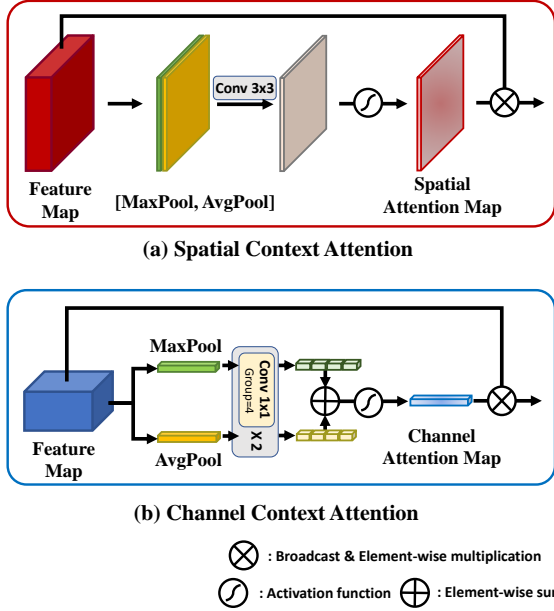 Conv 3x3
Feature
Map
[MaxPool, AvgPool]
Spatial
Attention Map
(a) Spatial Context Attention
MaxPool
Conv 1x1
Group=4
X 2
AvgPool
Feature
Map
Channel
Attention Map
(b) Channel Context Attention
: Broadcast & Element-wise multiplication
: Activation function
: Element-wise sum